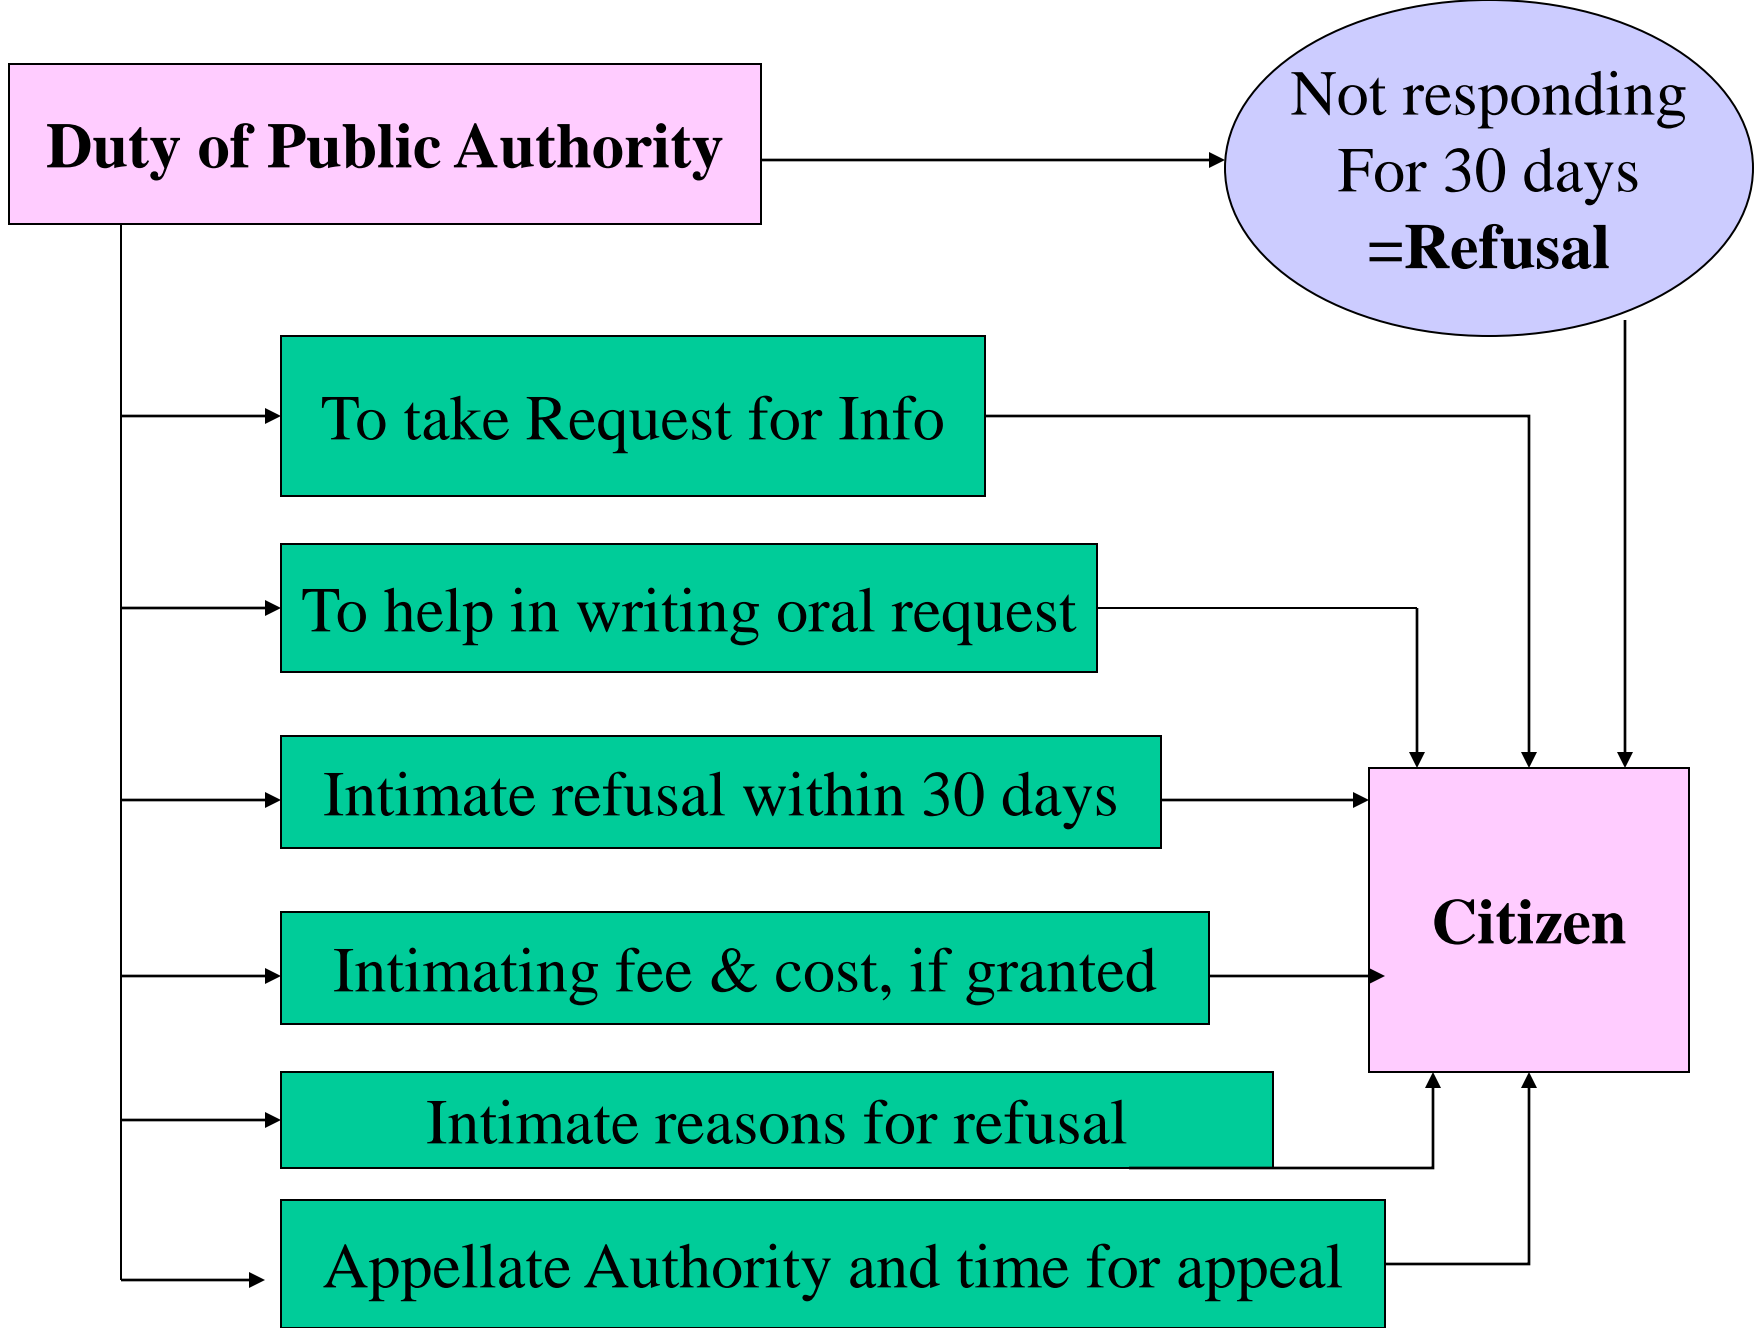 Duty of Public Authority
Not responding
For 30 days
=Refusal
To take Request for Info
To help in writing oral request
Intimate refusal within 30 days
Intimating fee & cost, if granted
Citizen
Intimate reasons for refusal
Appellate Authority and time for appeal